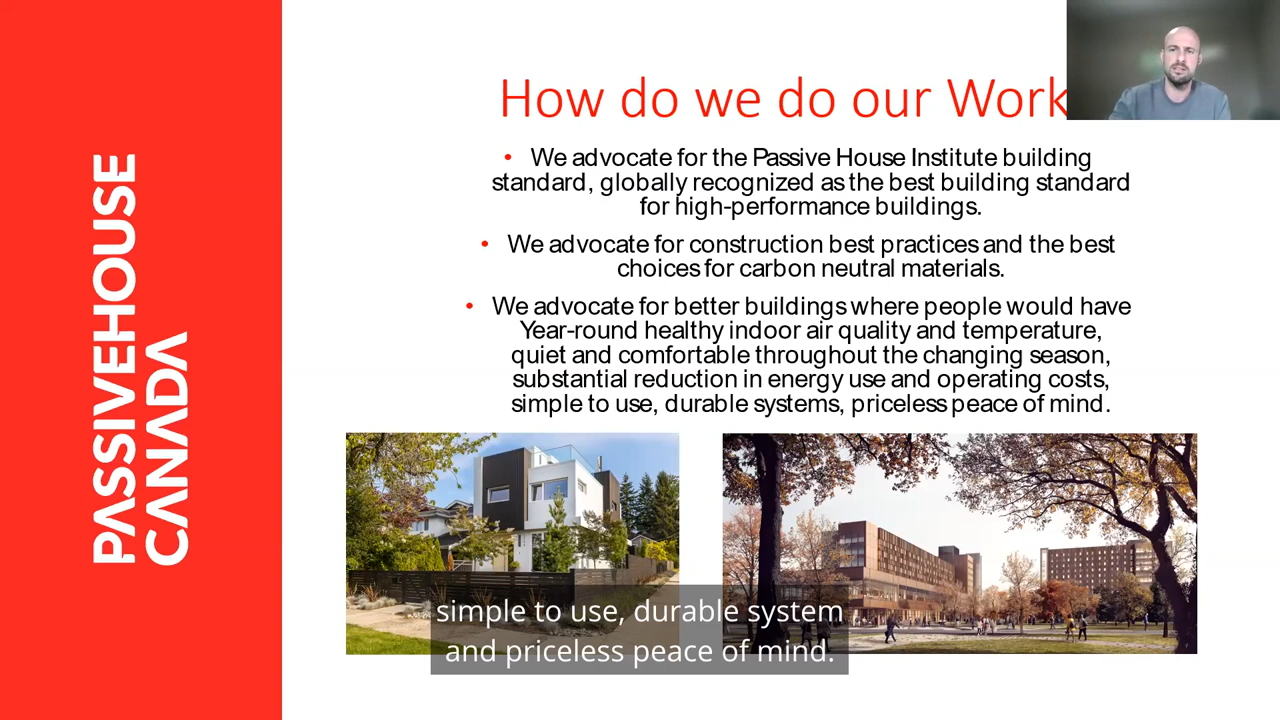 PASSIVEHOUSE
CANADA
How do we do our Work
• We advocate for the Passive House Institute building
standard, globally recognized as the best building standard
for high-performance buildings.
• We advocate for construction best practices and the best
choices for carbon neutral materials.
• We advocate for better buildings where people would have
Year-round healthy indoor air quality and temperature,
quiet and comfortable throughout the changing season,
substantial reduction in energy use and operating costs,
simple to use, durable systems, priceless peace of mind.
simple to use, durable system
and priceless peace of mind.